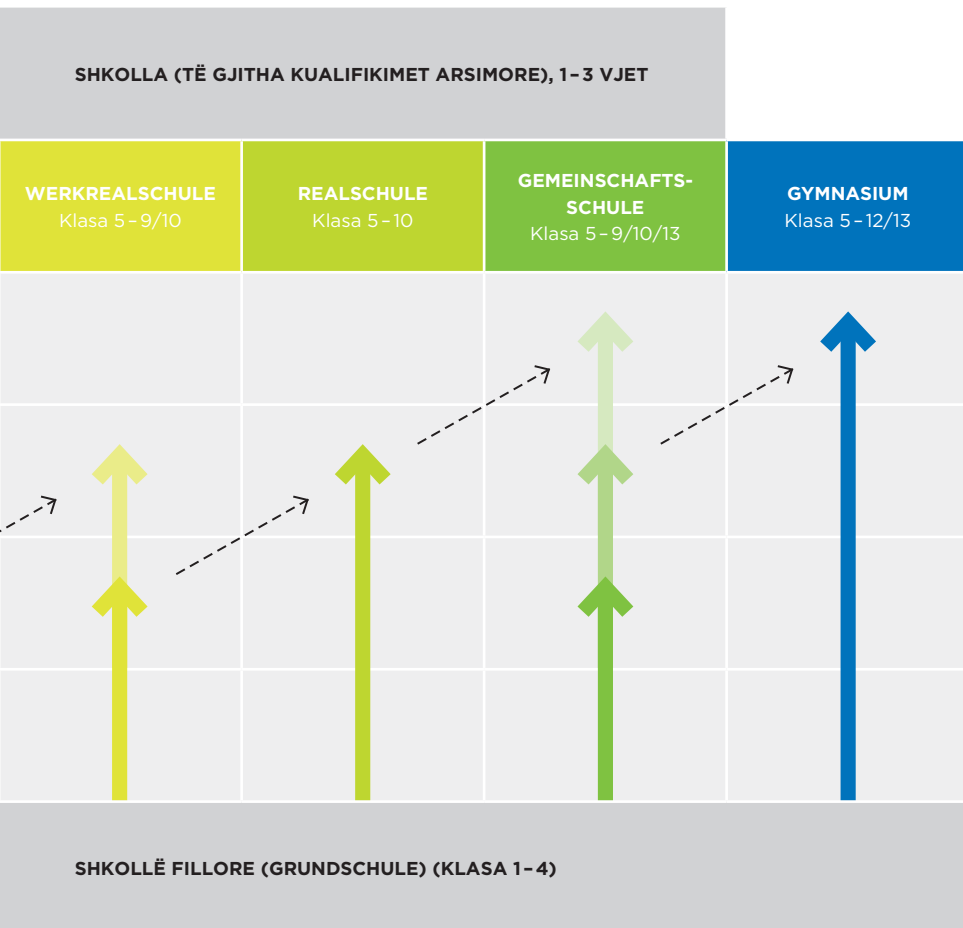 SHKOLLA (TË GJITHA KUALIFIKIMET ARSIMORE), 1–3 VJET
WERKREALSCHULE
Klasa 5–9/10
REALSCHULE
Klasa 5–10
GEMEINSCHAFTS-
SCHULE
Klasa 5–9/10/13
GYMNASIUM
Klasa 5–12/13
SHKOLLË FILLORE (GRUNDSCHULE) (KLASA 1–4)